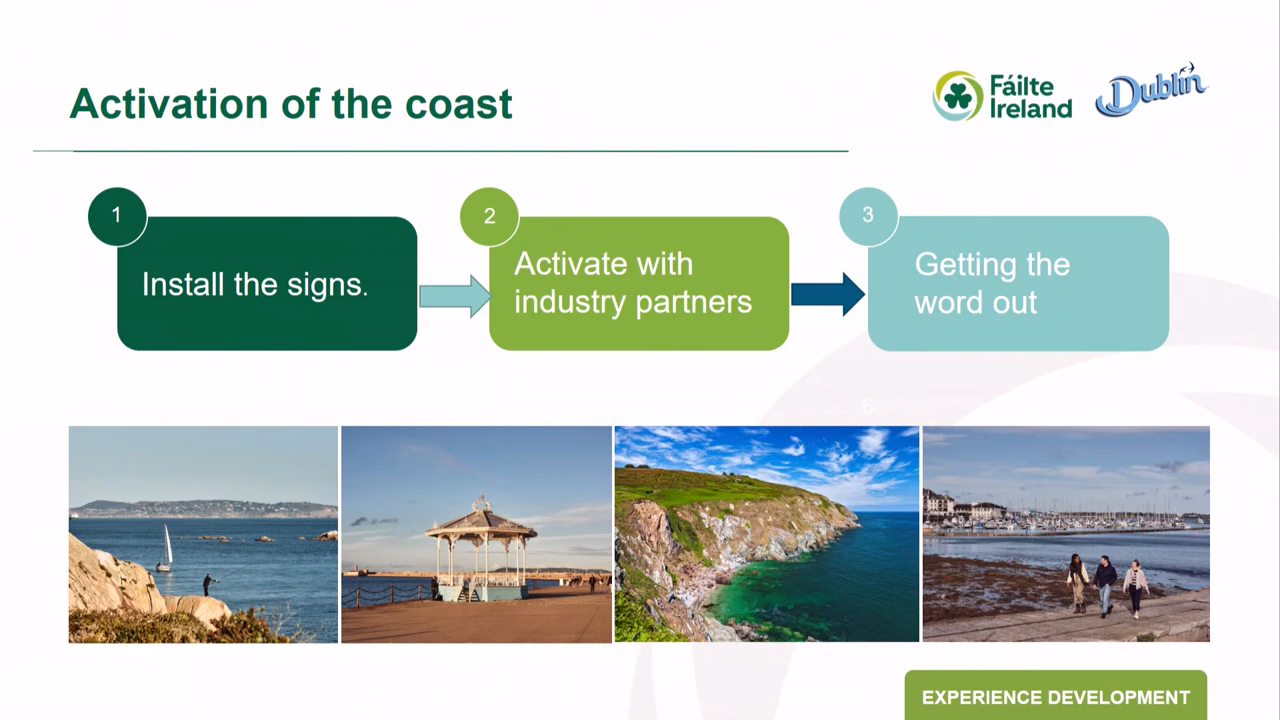 Activation of the coast
Fáilte
Ireland
Dublin
1
Install the signs.
2
Activate with
industry partners
3
Getting the
word out
6
EXPERIENCE DEVELOPMENT